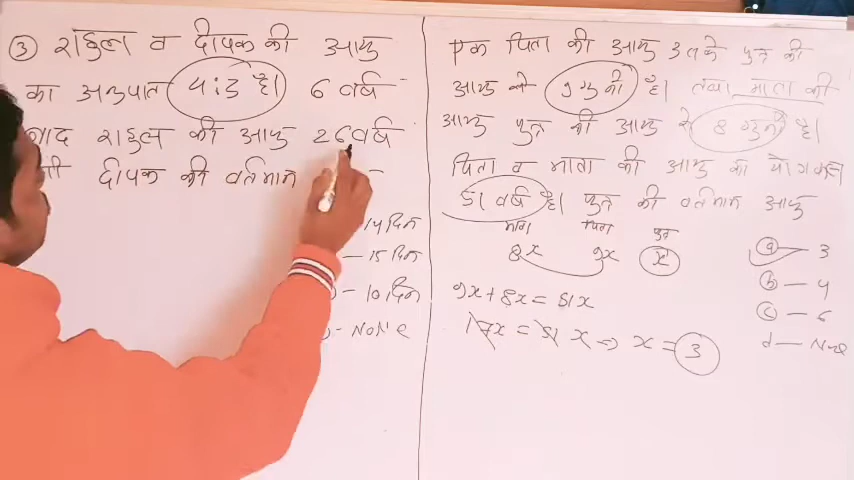 ③ राहुल व दीपक की आयु
का अनुपात 4:3 है। 6 वर्ष
बाद राहुल की आयु 26 वर्ष
दीपक की वर्तमान
14 दिन
— 15 दिन
— 10 दिन
- None
एक पिता की आयु उसके पुत्र की
आयु की 9 गुनी है। तथा माता की
आयु पुत्र की आयु से 8 गुनी है।
पिता व माता की आयु का योगफल
51 वर्ष है। पुत्र की वर्तमान आयु
माता पिता पुत्र
8x 9x x
9x+8x = 51x
17x = 51 x ⇒ x = 3
ⓐ — 3
ⓑ — 4
ⓒ — 6
d — None